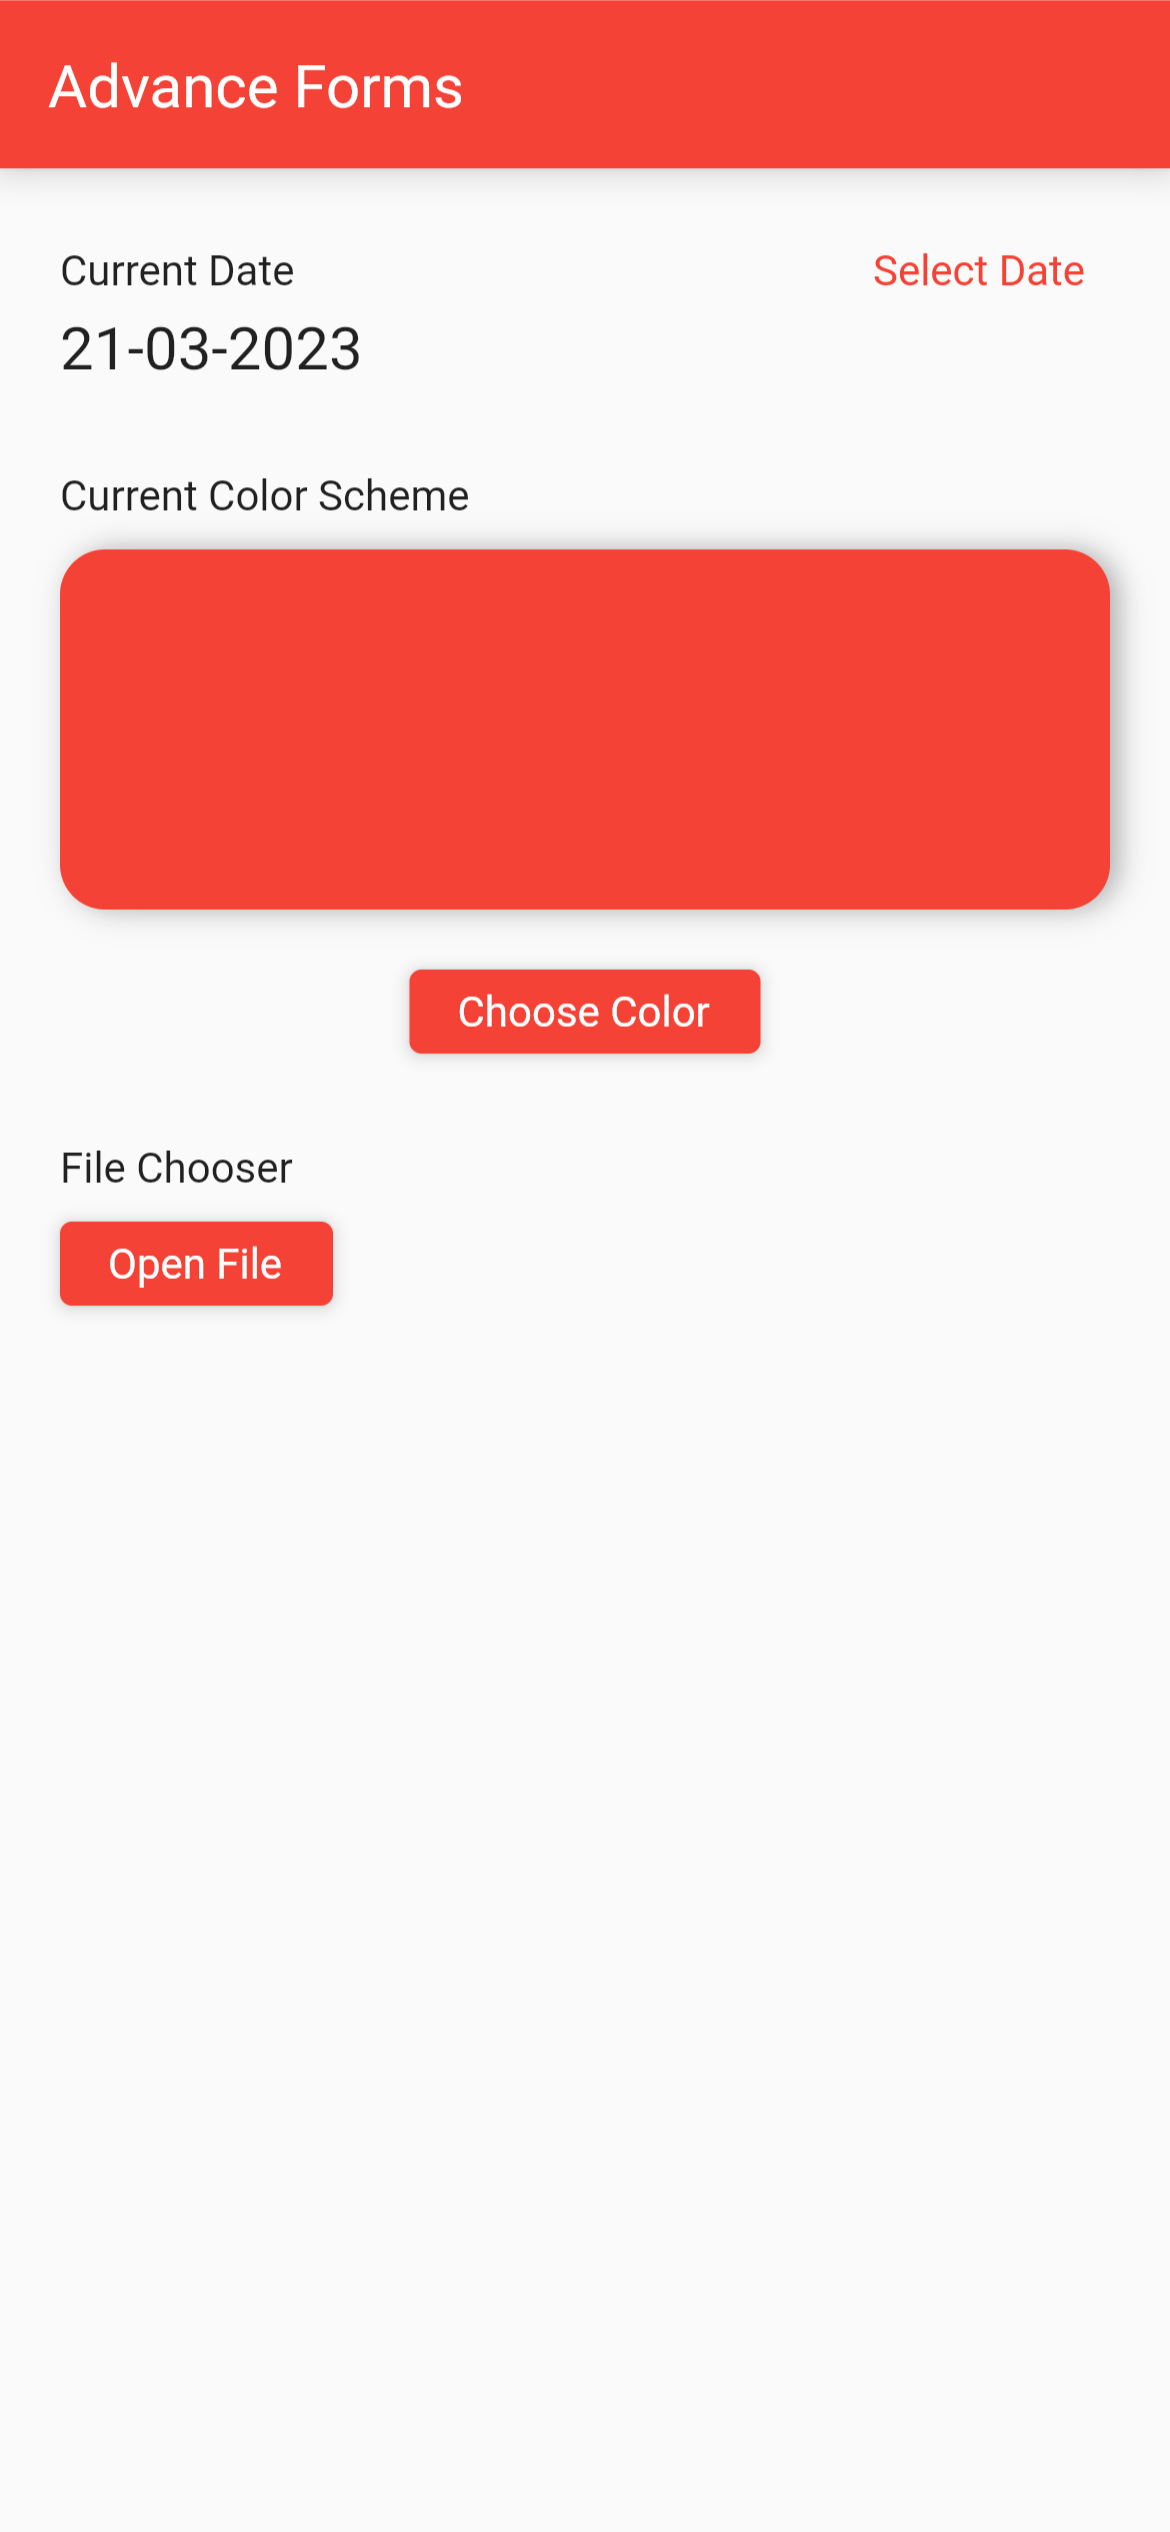 Advance Forms
Current Date
Select Date
21-03-2023
Current Color Scheme
Choose Color
File Chooser
Open File